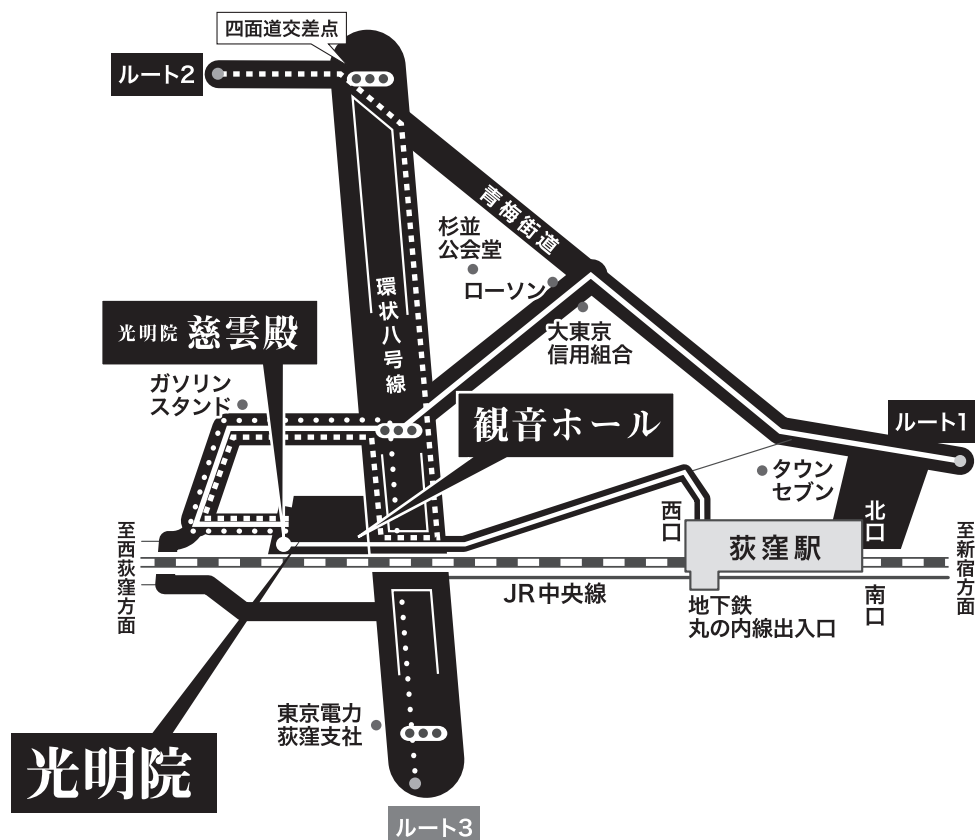 四面道交差点
ルート2
青梅街道
杉並
公会堂
ローソン
環状八号線
大東京
信用組合
光明院 慈雲殿
ガソリン
スタンド
観音ホール
ルート1
タウン
セブン
西口
北口
荻窪駅
至西荻窪方面
至新宿方面
JR中央線
地下鉄
丸の内線出入口
南口
東京電力
荻窪支社
光明院
ルート3